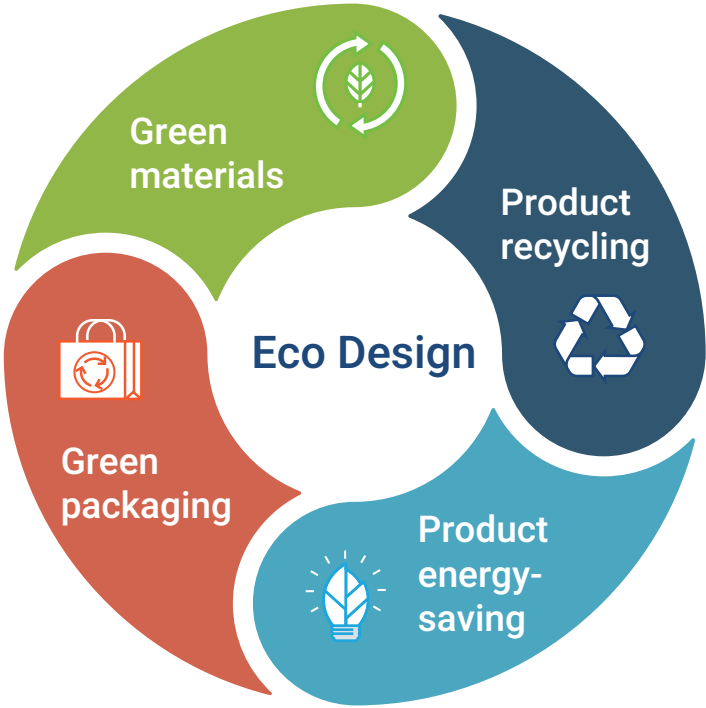 Green
materials
Product
recycling
Eco Design
Green
packaging
Product
energy-
saving